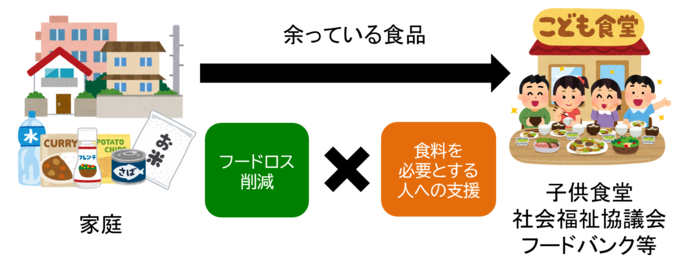 余っている食品
こども食堂
水
CURRY
フレンチ
POTATO
CHIPS
さば
お米
フードロス
削減
食料を
必要とする
人への支援
家庭
子供食堂
社会福祉協議会
フードバンク等